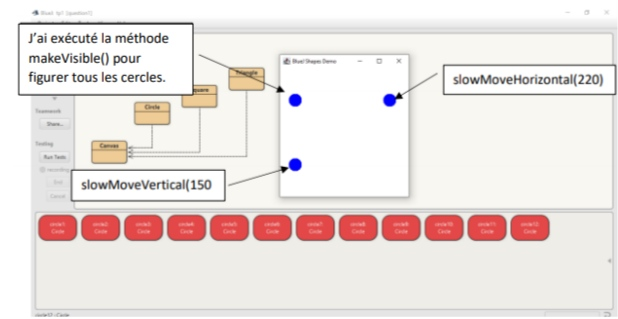 BlueJ: tp1 [question1]
J'ai exécuté la méthode
makeVisible() pour
figurer tous les cercles.
BlueJ Shapes Demo
slowMoveHorizontal(220)
Triangle
Square
Circle
Teamwork
Share...
Testing
Canvas
Run Tests
recording
End
Cancel
slowMoveVertical(150
circle1 circle2 circle3 circle4 circle5 circle6 circle7 circle8 circle9 circle10 circle11 circle12
Circle Circle Circle Circle Circle Circle Circle Circle Circle Circle Circle Circle
circle12 : Circle